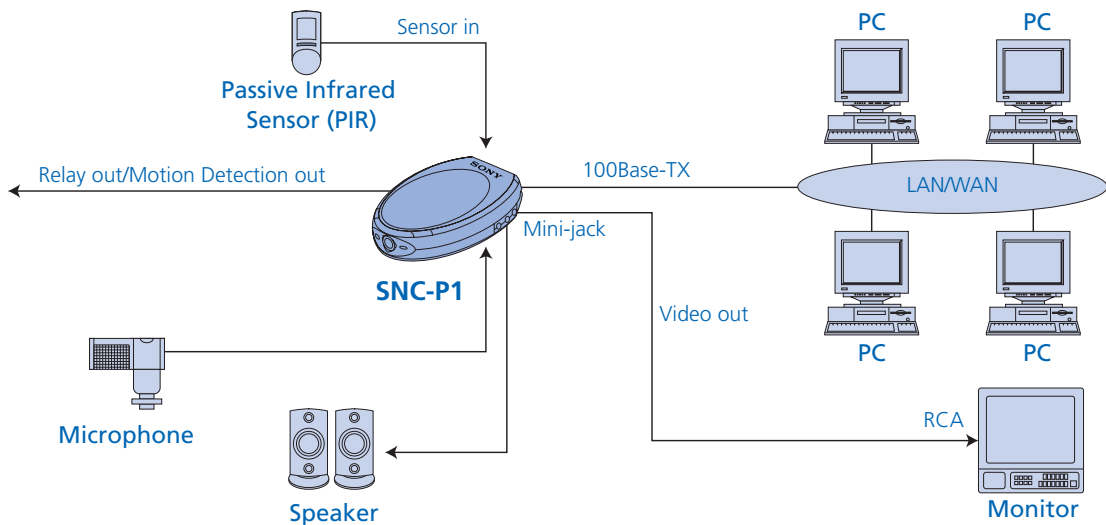 Sensor in
PC
PC
Passive Infrared
Sensor (PIR)
Relay out/Motion Detection out
SONY
100Base-TX
LAN/WAN
Mini-jack
SNC-P1
Video out
PC
PC
Microphone
RCA
Speaker
Monitor